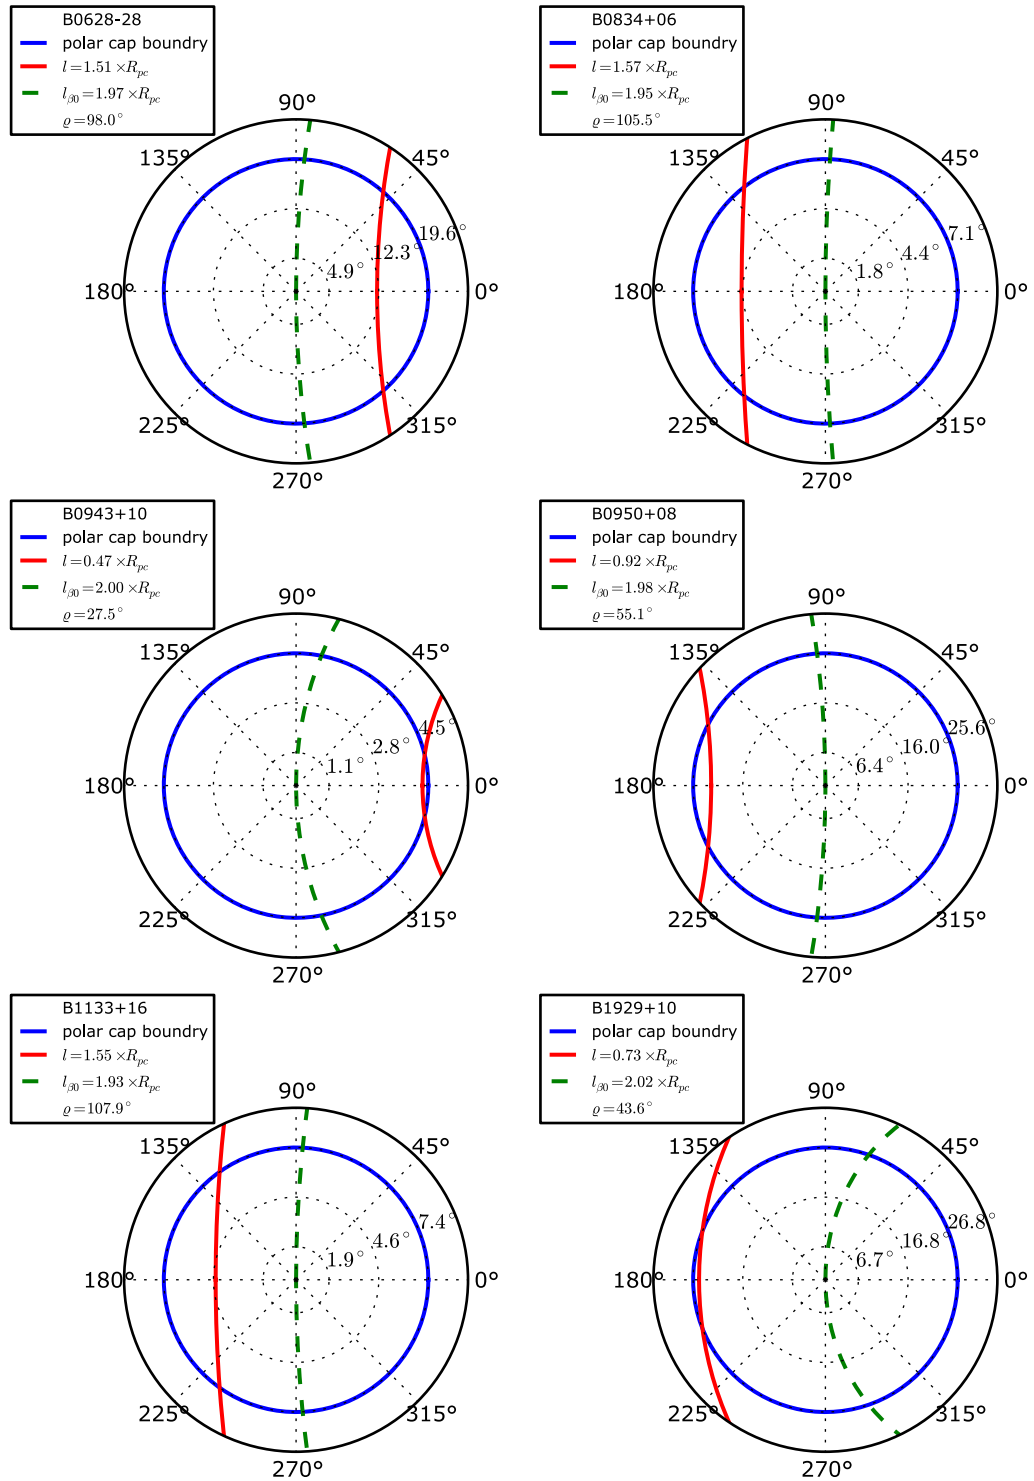 B0628-28
polar cap boundry
l=1.51×R_pc
l_β0=1.97×R_pc
ϱ=98.0°
90°
135°
45°
19.6°
12.3°
4.9°
180°
0°
225°
315°
270°
B0834+06
polar cap boundry
l=1.57×R_pc
l_β0=1.95×R_pc
ϱ=105.5°
90°
135°
45°
7.1°
4.4°
1.8°
180°
0°
225°
315°
270°
B0943+10
polar cap boundry
l=0.47×R_pc
l_β0=2.00×R_pc
ϱ=27.5°
90°
135°
45°
4.5°
2.8°
1.1°
180°
0°
225°
315°
270°
B0950+08
polar cap boundry
l=0.92×R_pc
l_β0=1.98×R_pc
ϱ=55.1°
90°
135°
45°
25.6°
16.0°
6.4°
180°
0°
225°
315°
270°
B1133+16
polar cap boundry
l=1.55×R_pc
l_β0=1.93×R_pc
ϱ=107.9°
90°
135°
45°
7.4°
4.6°
1.9°
180°
0°
225°
315°
270°
B1929+10
polar cap boundry
l=0.73×R_pc
l_β0=2.02×R_pc
ϱ=43.6°
90°
135°
45°
26.8°
16.8°
6.7°
180°
0°
225°
315°
270°